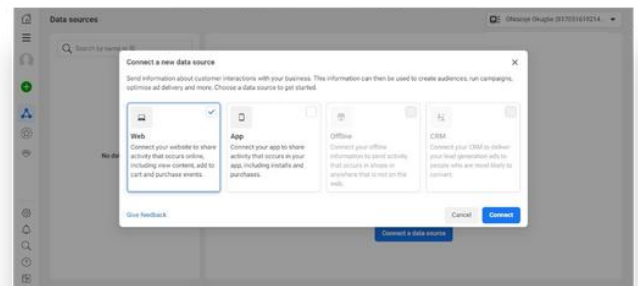 Data sources
Search by name or ID
Connect a new data source
Send information about customer interactions with your business. This information can then be used to create audiences, run campaigns,
optimise ad delivery and more. Choose a data source to get started.
Web
Connect your website to share
activity that occurs online,
including view content, add to
cart and purchase events.
App
Connect your app to share
activity that occurs in your
app, including installs and
purchases.
Offline
Connect your offline
information to send activity
that occurs in shops or
anywhere that is not on the
web.
CRM
Connect your CRM to deliver
your lead generation ads to
people who are most likely to
convert.
No dat
Give feedback
Cancel
Connect
Connect a data source